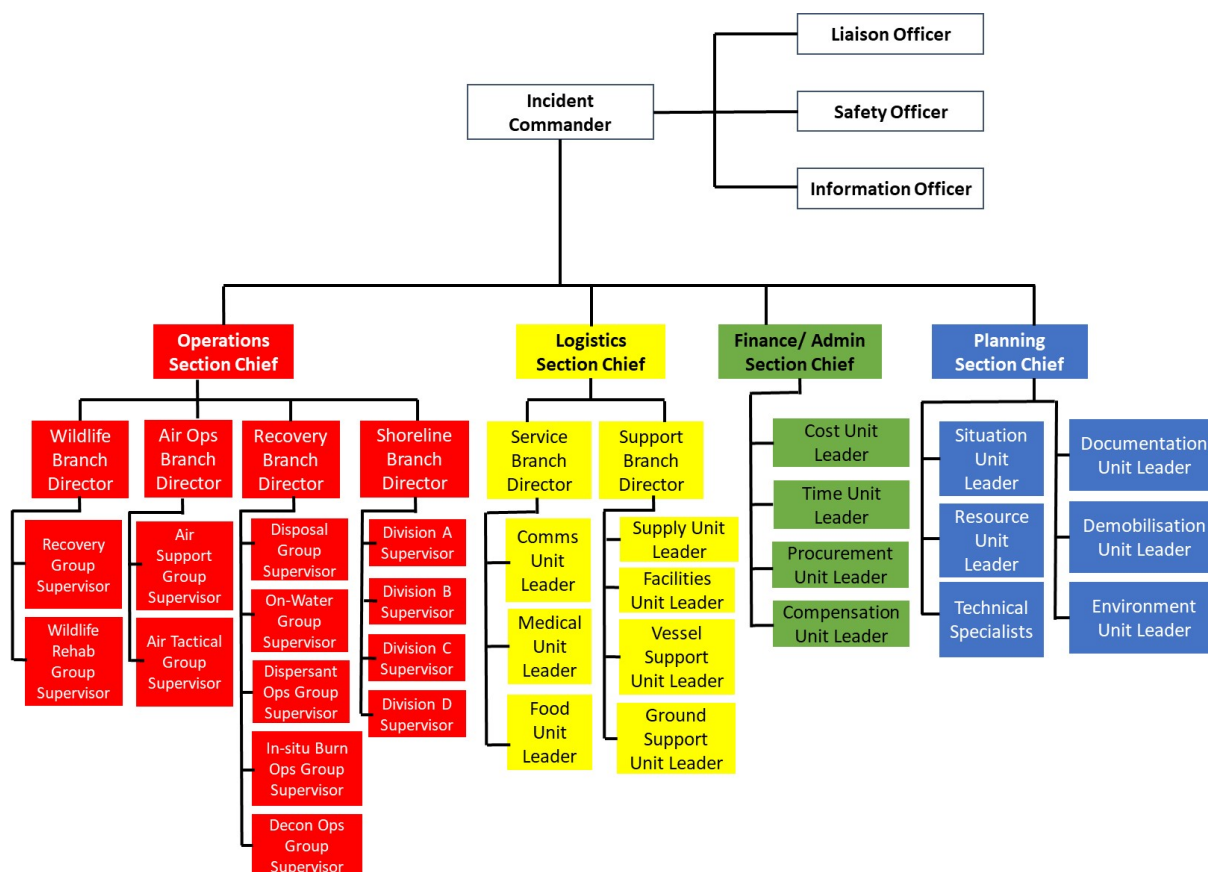 Liaison Officer
Incident
Commander
Safety Officer
Information Officer
Operations
Section Chief
Logistics
Section Chief
Finance/ Admin
Section Chief
Planning
Section Chief
Wildlife
Branch
Director
Air Ops
Branch
Director
Recovery
Branch
Director
Shoreline
Branch
Director
Service
Branch
Director
Support
Branch
Director
Recovery
Group
Supervisor
Wildlife
Rehab
Group
Supervisor
Air
Support
Group
Supervisor
Air Tactical
Group
Supervisor
Disposal
Group
Supervisor
On-Water
Group
Supervisor
Dispersant
Ops Group
Supervisor
In-situ Burn
Ops Group
Supervisor
Decon Ops
Group
Supervisor
Division A
Supervisor
Division B
Supervisor
Division C
Supervisor
Division D
Supervisor
Comms
Unit
Leader
Medical
Unit
Leader
Food
Unit
Leader
Supply Unit
Leader
Facilities
Unit Leader
Vessel
Support
Unit Leader
Ground
Support
Unit Leader
Cost Unit
Leader
Time Unit
Leader
Procurement
Unit Leader
Compensation
Unit Leader
Situation
Unit
Leader
Resource
Unit
Leader
Technical
Specialists
Documentation
Unit Leader
Demobilisation
Unit Leader
Environment
Unit Leader